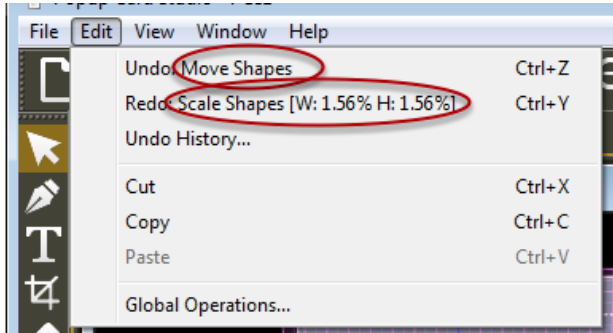 File Edit View Window Help
Undo: Move Shapes Ctrl+Z
Redo: Scale Shapes [W: 1.56% H: 1.56%] Ctrl+Y
Undo History...
Cut Ctrl+X
Copy Ctrl+C
Paste Ctrl+V
Global Operations...
T